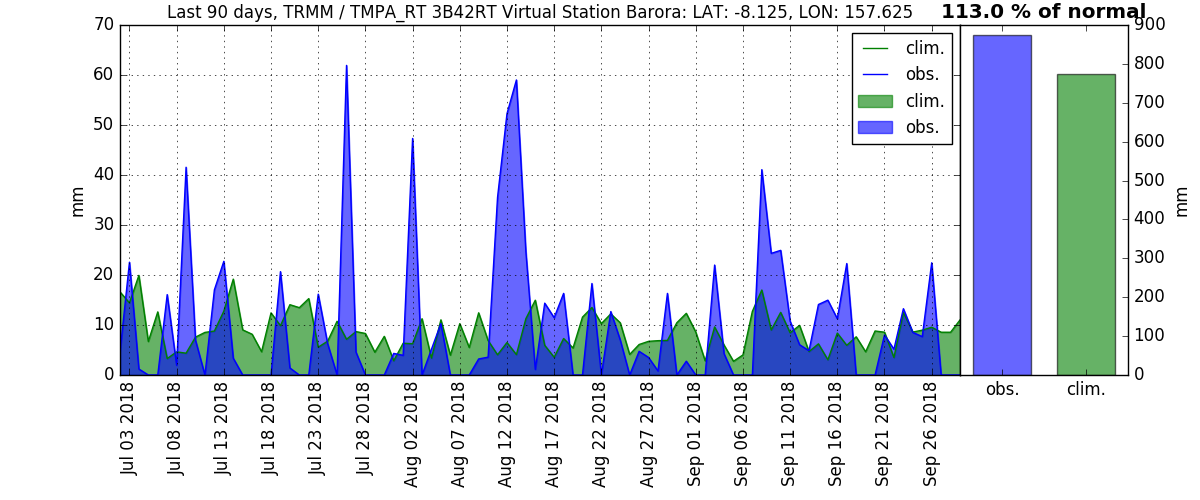 Last 90 days, TRMM / TMPA_RT 3B42RT Virtual Station Barora: LAT: -8.125, LON: 157.625
113.0 % of normal
70
60
50
40
30
20
10
0
mm
clim.
obs.
clim.
obs.
900
800
700
600
500
400
300
200
100
0
mm
Jul 03 2018
Jul 08 2018
Jul 13 2018
Jul 18 2018
Jul 23 2018
Jul 28 2018
Aug 02 2018
Aug 07 2018
Aug 12 2018
Aug 17 2018
Aug 22 2018
Aug 27 2018
Sep 01 2018
Sep 06 2018
Sep 11 2018
Sep 16 2018
Sep 21 2018
Sep 26 2018
obs.
clim.